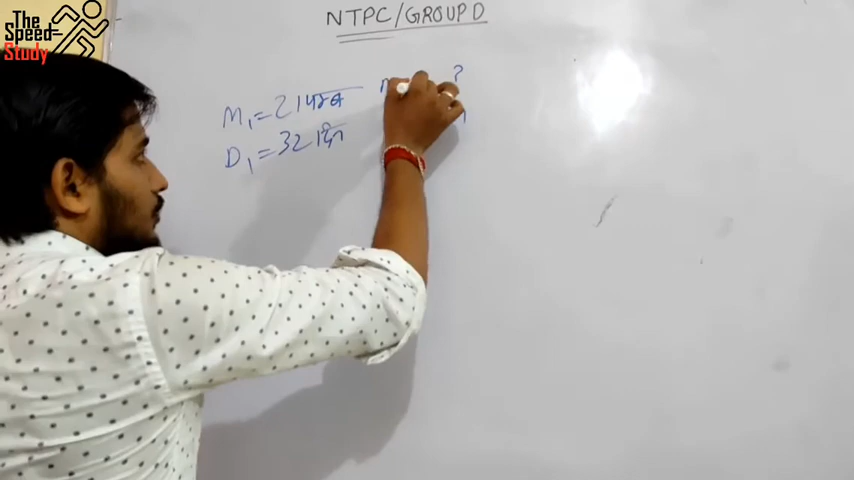 The
Speed-
Study
NTPC/GROUP D
M₁ = 21
D₁ = 32 दिन
?